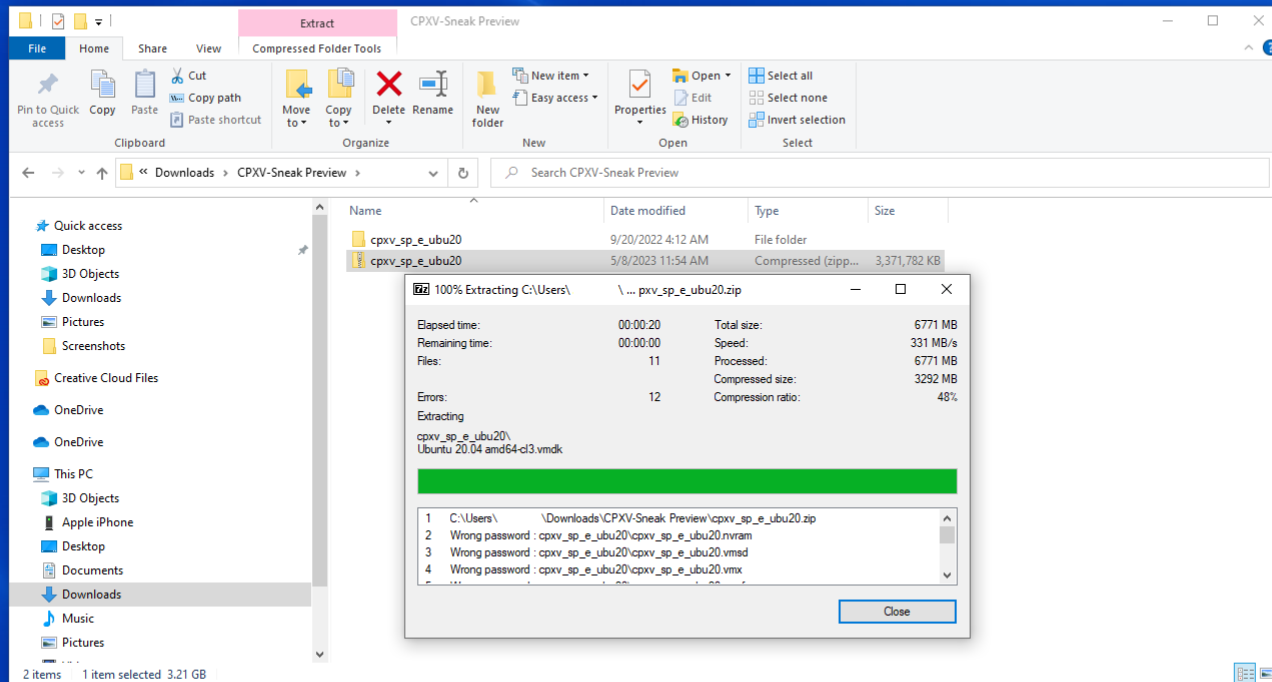 Extract
CPXV-Sneak Preview
File
Home
Share
View
Compressed Folder Tools
Pin to Quick access
Copy
Paste
Cut
Copy path
Paste shortcut
Clipboard
Move to
Copy to
Delete
Rename
Organize
New folder
New item
Easy access
New
Properties
Open
Edit
History
Open
Select all
Select none
Invert selection
Select
« Downloads › CPXV-Sneak Preview ›
Search CPXV-Sneak Preview
Quick access
Desktop
3D Objects
Downloads
Pictures
Screenshots
Creative Cloud Files
OneDrive
OneDrive
This PC
3D Objects
Apple iPhone
Desktop
Documents
Downloads
Music
Pictures
Name Date modified Type Size
cpxv_sp_e_ubu20 9/20/2022 4:12 AM File folder
cpxv_sp_e_ubu20 5/8/2023 11:54 AM Compressed (zipp... 3,371,782 KB
7z 100% Extracting C:\Users\ \ ... pxv_sp_e_ubu20.zip
Elapsed time: 00:00:20 Total size: 6771 MB
Remaining time: 00:00:00 Speed: 331 MB/s
Files: 11 Processed: 6771 MB
Compressed size: 3292 MB
Errors: 12 Compression ratio: 48%
Extracting
cpxv_sp_e_ubu20\
Ubuntu 20.04 amd64-cl3.vmdk
1 C:\Users\ \Downloads\CPXV-Sneak Preview\cpxv_sp_e_ubu20.zip
2 Wrong password : cpxv_sp_e_ubu20\cpxv_sp_e_ubu20.nvram
3 Wrong password : cpxv_sp_e_ubu20\cpxv_sp_e_ubu20.vmsd
4 Wrong password : cpxv_sp_e_ubu20\cpxv_sp_e_ubu20.vmx
Close
2 items 1 item selected 3.21 GB